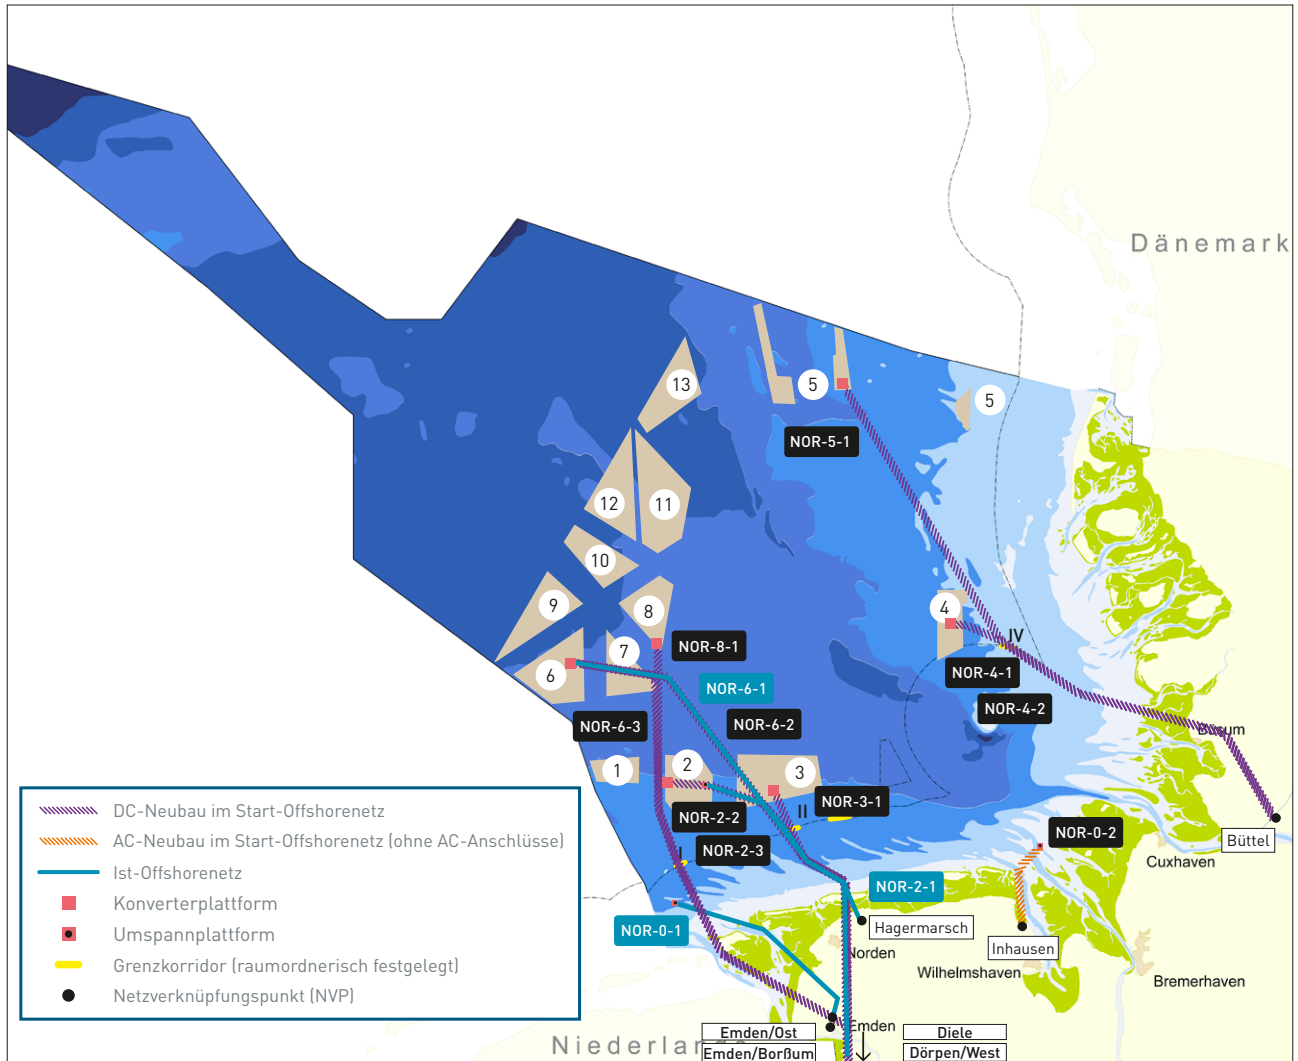 Dänemark
13
5
5
NOR-5-1
12
11
10
9
8
4
IV
NOR-8-1
7
6
NOR-4-1
NOR-6-1
NOR-4-2
NOR-6-3
NOR-6-2
Büsum
1
2
3
NOR-3-1
II
NOR-2-2
NOR-0-2
NOR-2-3
I
Büttel
Cuxhaven
NOR-2-1
NOR-0-1
Hagermarsch
Inhausen
Norden
Wilhelmshaven
Bremerhaven
Emden
Niederlande
Emden/Ost
Diele
Emden/Borßum
Dörpen/West
DC-Neubau im Start-Offshorenetz
AC-Neubau im Start-Offshorenetz (ohne AC-Anschlüsse)
Ist-Offshorenetz
Konverterplattform
Umspannplattform
Grenzkorridor (raumordnerisch festgelegt)
Netzverknüpfungspunkt (NVP)